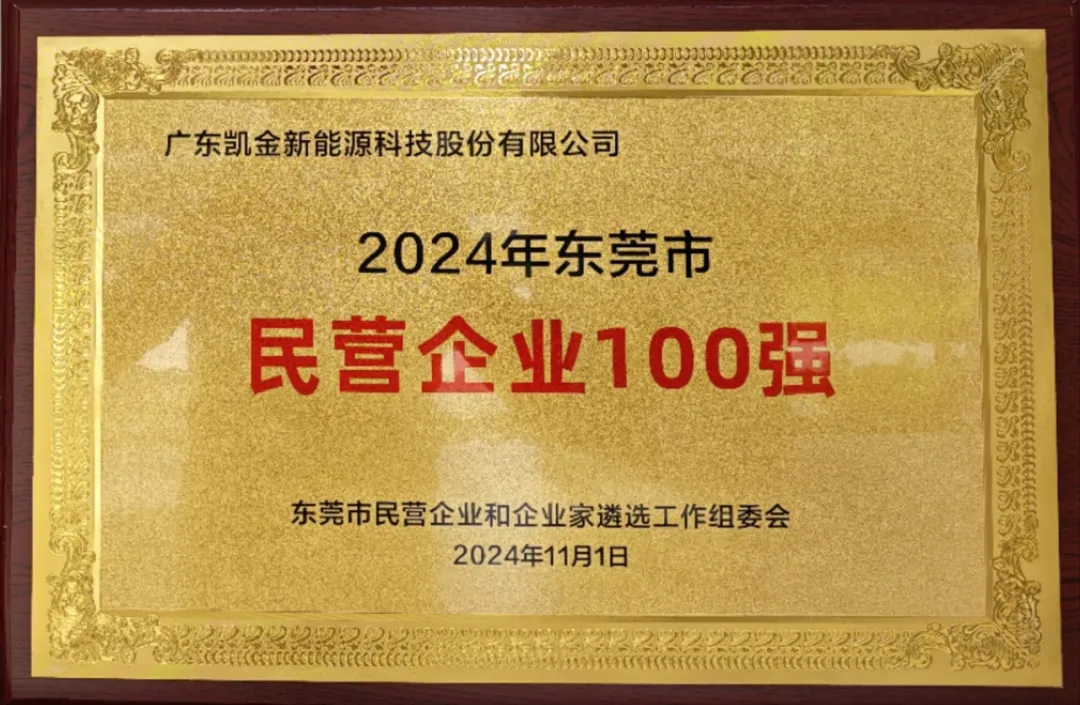 广东凯金新能源科技股份有限公司
2024年东莞市
民营企业100强
东莞市民营企业和企业家遴选工作组委会
2024年11月1日